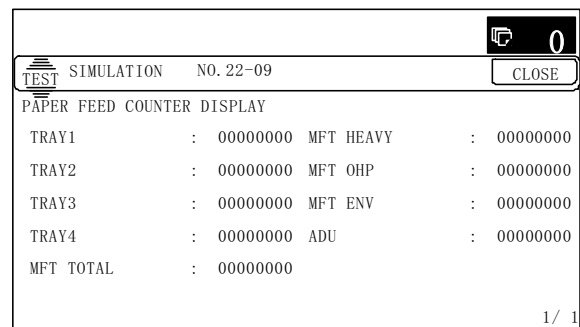 0
TEST SIMULATION NO. 22-09 CLOSE
PAPER FEED COUNTER DISPLAY
TRAY1 : 00000000 MFT HEAVY : 00000000
TRAY2 : 00000000 MFT OHP : 00000000
TRAY3 : 00000000 MFT ENV : 00000000
TRAY4 : 00000000 ADU : 00000000
MFT TOTAL : 00000000
1/ 1